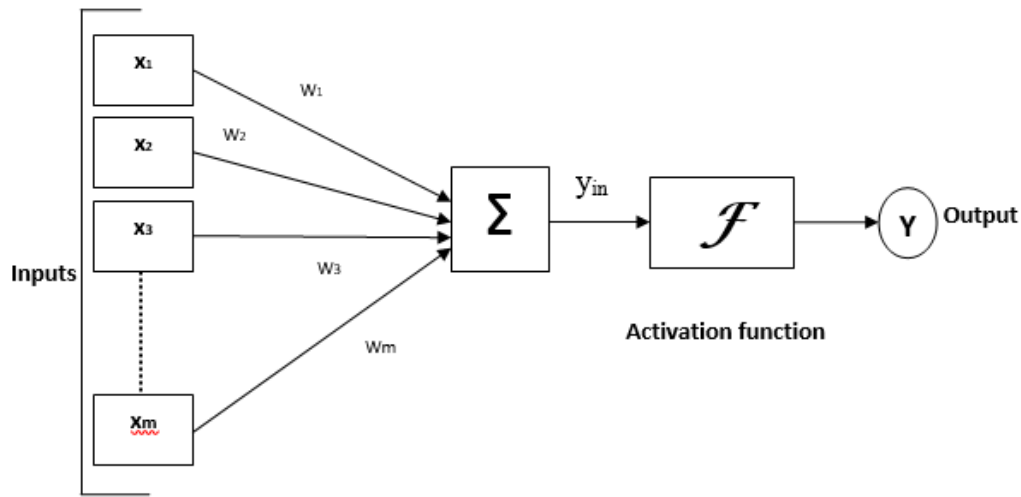 x₁
W₁
W₂
x₂
x₃
Σ
yᵢₙ
ℱ
Y
Output
Inputs
W₃
Wm
Activation function
xm